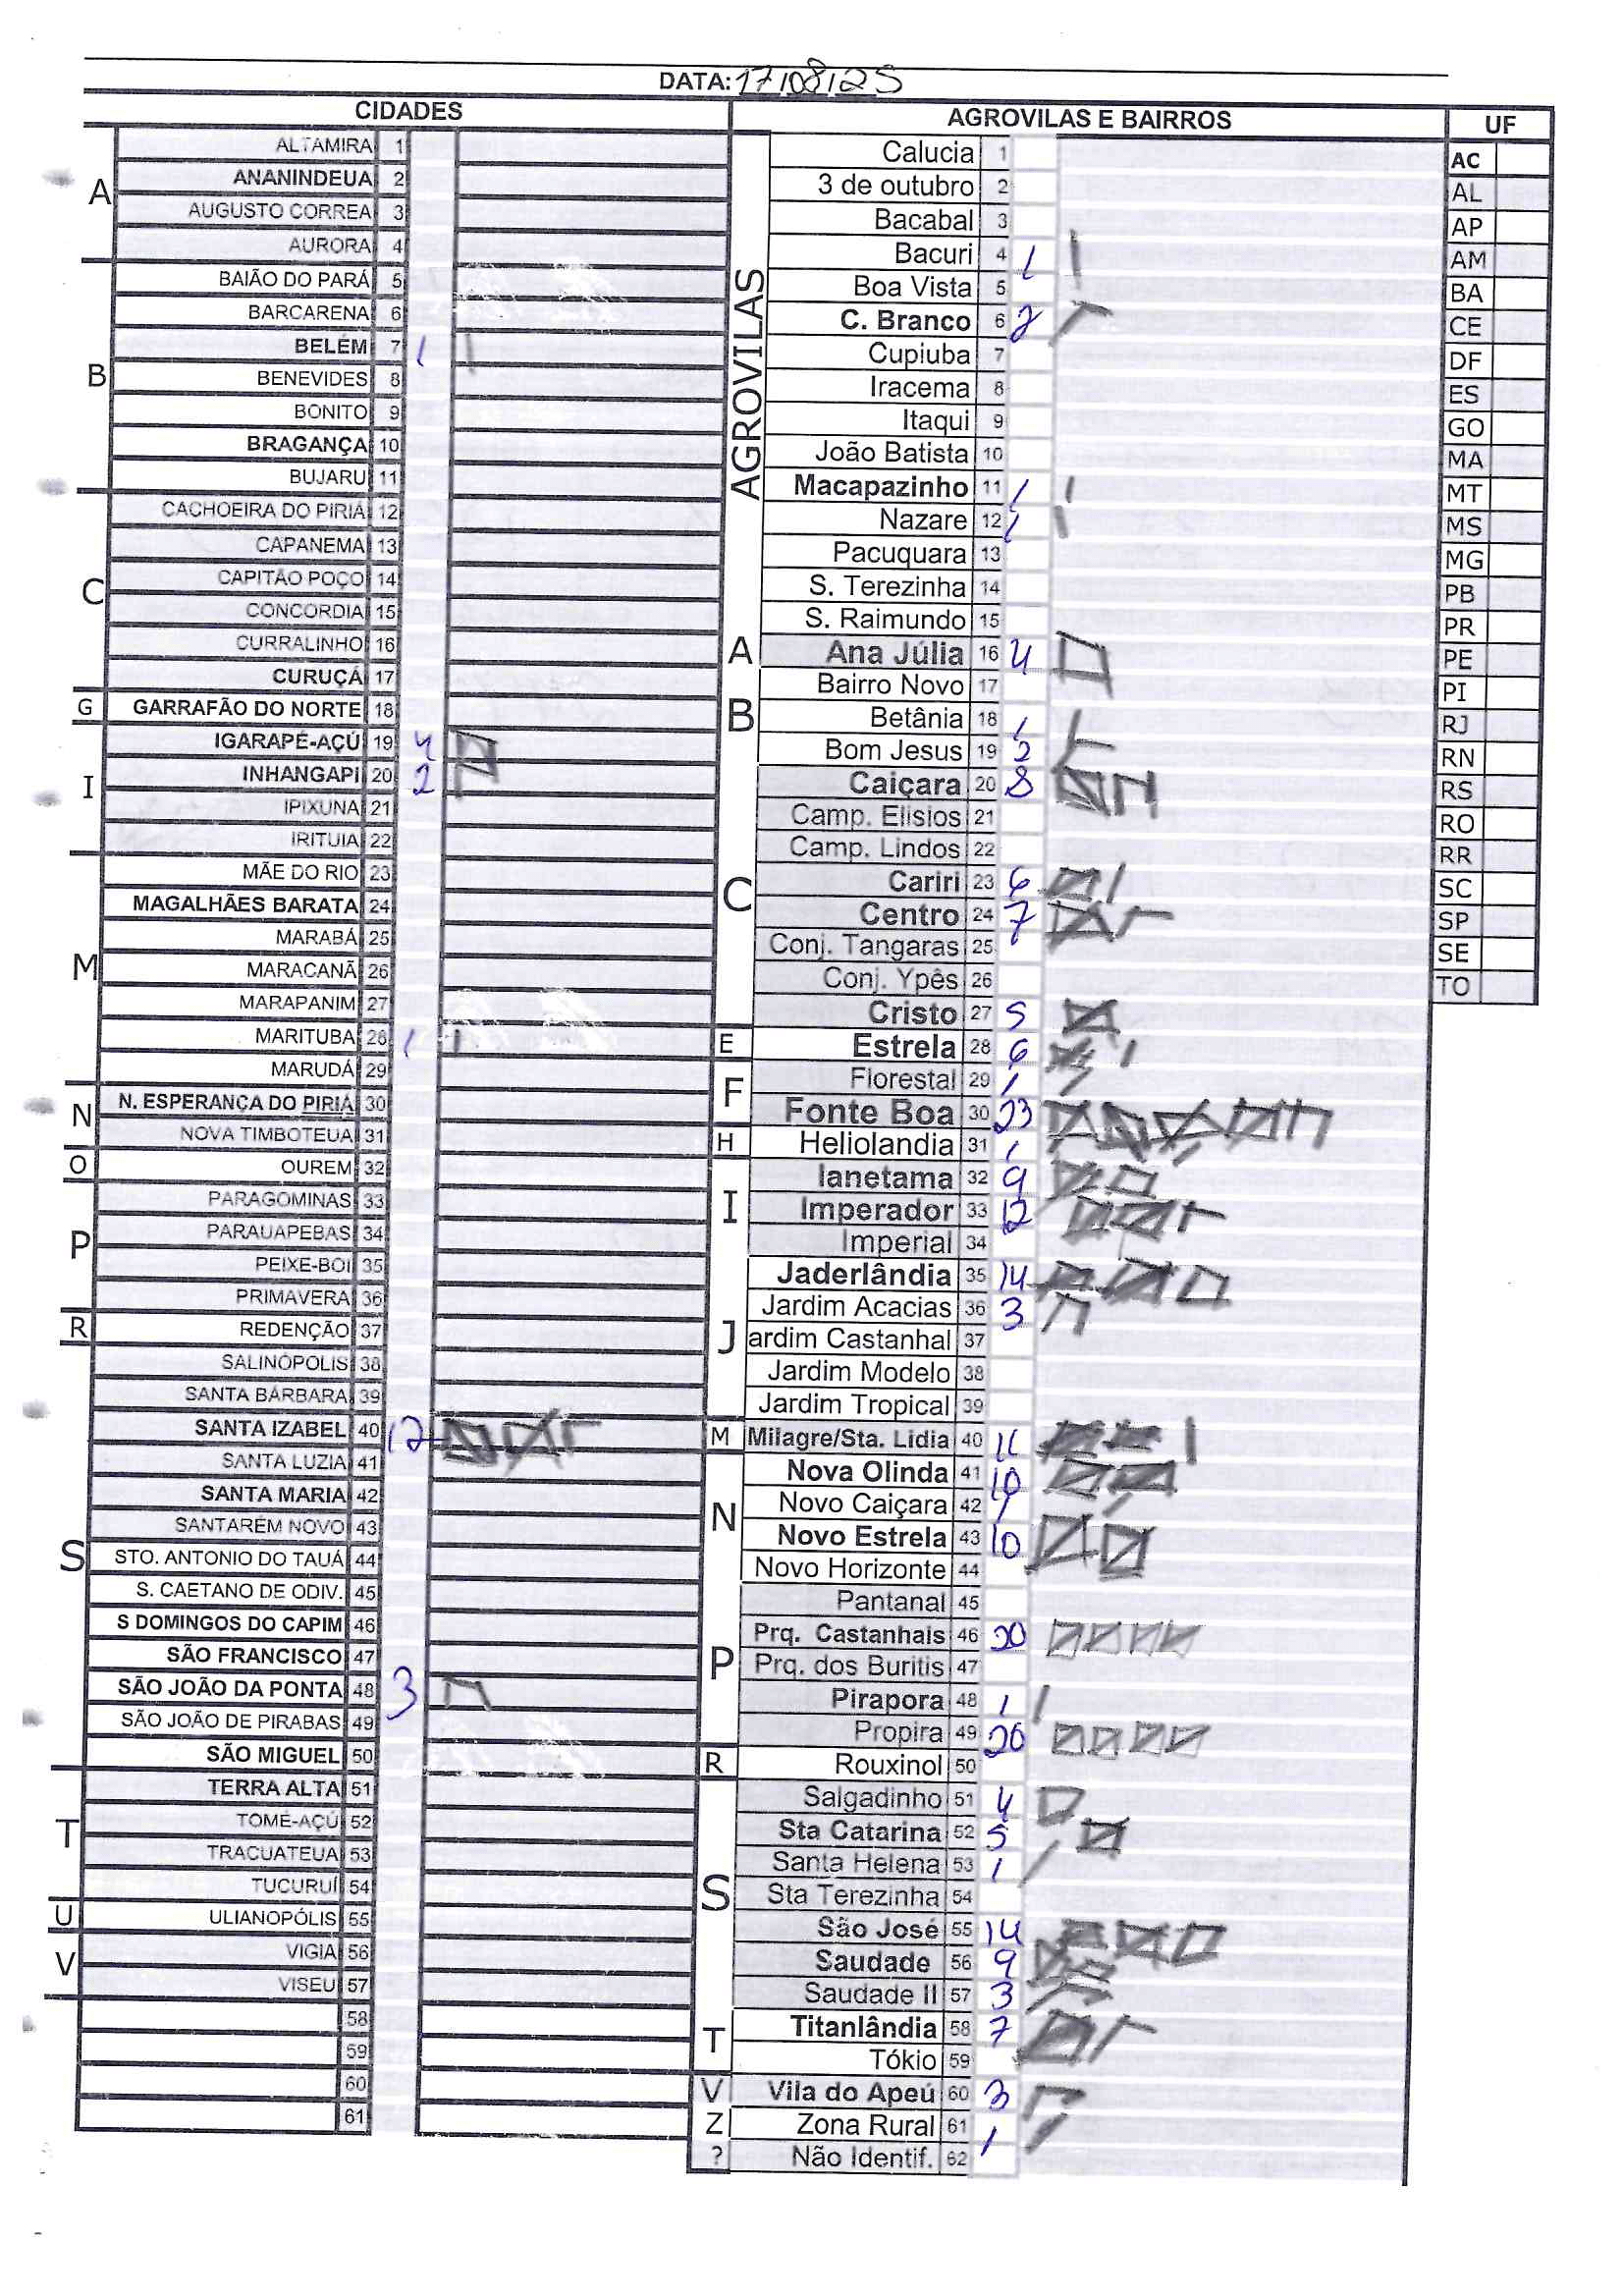 DATA: 17/08/25
CIDADES
A
ALTAMIRA 1
ANANINDEUA 2
AUGUSTO CORREA 3
AURORA 4
B
BAIÃO DO PARÁ 5
BARCARENA 6
BELÉM 7 1
BENEVIDES 8
BONITO 9
BRAGANÇA 10
BUJARU 11
C
CACHOEIRA DO PIRIÁ 12
CAPANEMA 13
CAPITÃO POÇO 14
CONCORDIA 15
CURRALINHO 16
CURUÇÁ 17
G
GARRAFÃO DO NORTE 18
I
IGARAPÉ-AÇÚ 19 4
INHANGAPI 20 2
IPIXUNA 21
IRITUIA 22
M
MÃE DO RIO 23
MAGALHÃES BARATA 24
MARABÁ 25
MARACANÃ 26
MARAPANIM 27
MARITUBA 28 1
MARUDÁ 29
N
N. ESPERANÇA DO PIRIÁ 30
NOVA TIMBOTEUA 31
O
OUREM 32
P
PARAGOMINAS 33
PARAUAPEBAS 34
PEIXE-BOI 35
PRIMAVERA 36
R
REDENÇÃO 37
S
SALINÓPOLIS 38
SANTA BÁRBARA 39
SANTA IZABEL 40 12
SANTA LUZIA 41
SANTA MARIA 42
SANTARÉM NOVO 43
STO. ANTONIO DO TAUÁ 44
S. CAETANO DE ODIV. 45
S DOMINGOS DO CAPIM 46
SÃO FRANCISCO 47
SÃO JOÃO DA PONTA 48 3
SÃO JOÃO DE PIRABAS 49
SÃO MIGUEL 50
T
TERRA ALTA 51
TOMÉ-AÇÚ 52
TRACUATEUA 53
TUCURUÍ 54
U
ULIANOPÓLIS 55
V
VIGIA 56
VISEU 57
58
59
60
61
AGROVILAS E BAIRROS
AGROVILAS
Calucia 1
3 de outubro 2
Bacabal 3
Bacuri 4 1
Boa Vista 5
C. Branco 6 2
Cupiuba 7
Iracema 8
Itaqui 9
João Batista 10
Macapazinho 11 1
Nazare 12 1
Pacuquara 13
S. Terezinha 14
S. Raimundo 15
A
Ana Júlia 16 4
Bairro Novo 17
B
Betânia 18 1
Bom Jesus 19 2
C
Caiçara 20 8
Camp. Elisios 21
Camp. Lindos 22
Cariri 23 6
Centro 24 7
Conj. Tangaras 25
Conj. Ypês 26
Cristo 27 5
E
Estrela 28 6
F
Florestal 29 1
Fonte Boa 30 23
H
Heliolandia 31 1
I
Ianetama 32 9
Imperador 33 12
Imperial 34
J
Jaderlândia 35 14
Jardim Acacias 36 3
ardim Castanhal 37
Jardim Modelo 38
Jardim Tropical 39
M
Milagre/Sta. Lidia 40 11
N
Nova Olinda 41 10
Novo Caiçara 42 1
Novo Estrela 43 10
Novo Horizonte 44
P
Pantanal 45
Prq. Castanhais 46 20
Prq. dos Buritis 47
Pirapora 48 1
Propira 49 20
R
Rouxinol 50
S
Salgadinho 51 4
Sta Catarina 52 5
Santa Helena 53 1
Sta Terezinha 54
São José 55 14
Saudade 56 9
Saudade II 57 3
T
Titanlândia 58 7
Tókio 59
V
Vila do Apeú 60 3
Z
Zona Rural 61 1
?
Não Identif. 62
UF
AC
AL
AP
AM
BA
CE
DF
ES
GO
MA
MT
MS
MG
PB
PR
PE
PI
RJ
RN
RS
RO
RR
SC
SP
SE
TO